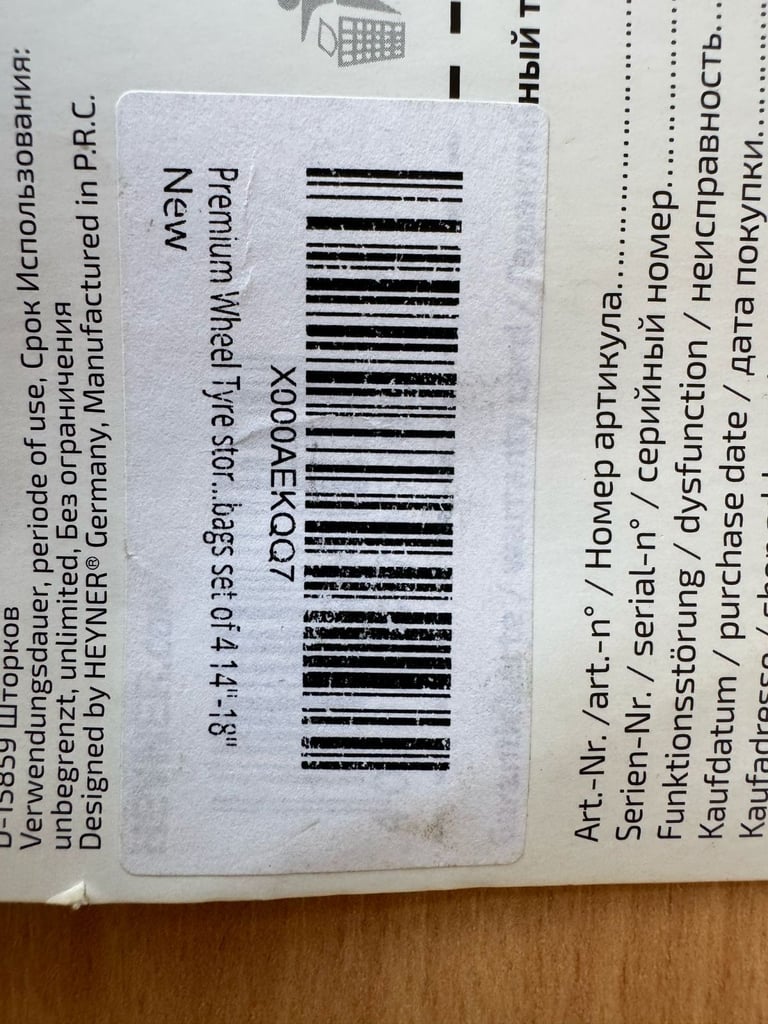 D-15859 Шторков
Verwendungsdauer, periode of use, Срок Использования:
unbegrenzt, unlimited, Без ограничения
Designed by HEYNER® Germany, Manufactured in P.R.C.
X000AEKQQ7
Premium Wheel Tyre stor...bags set of 4 14"-18"
New
ный т
Art.-Nr. /art.-n° / Номер артикула..............................
Serien-Nr. / serial-n° / серийный номер....................
Funktionsstörung / dysfunction / неисправность...
Kaufdatum / purchase date / дата покупки............
Kaufadresse /